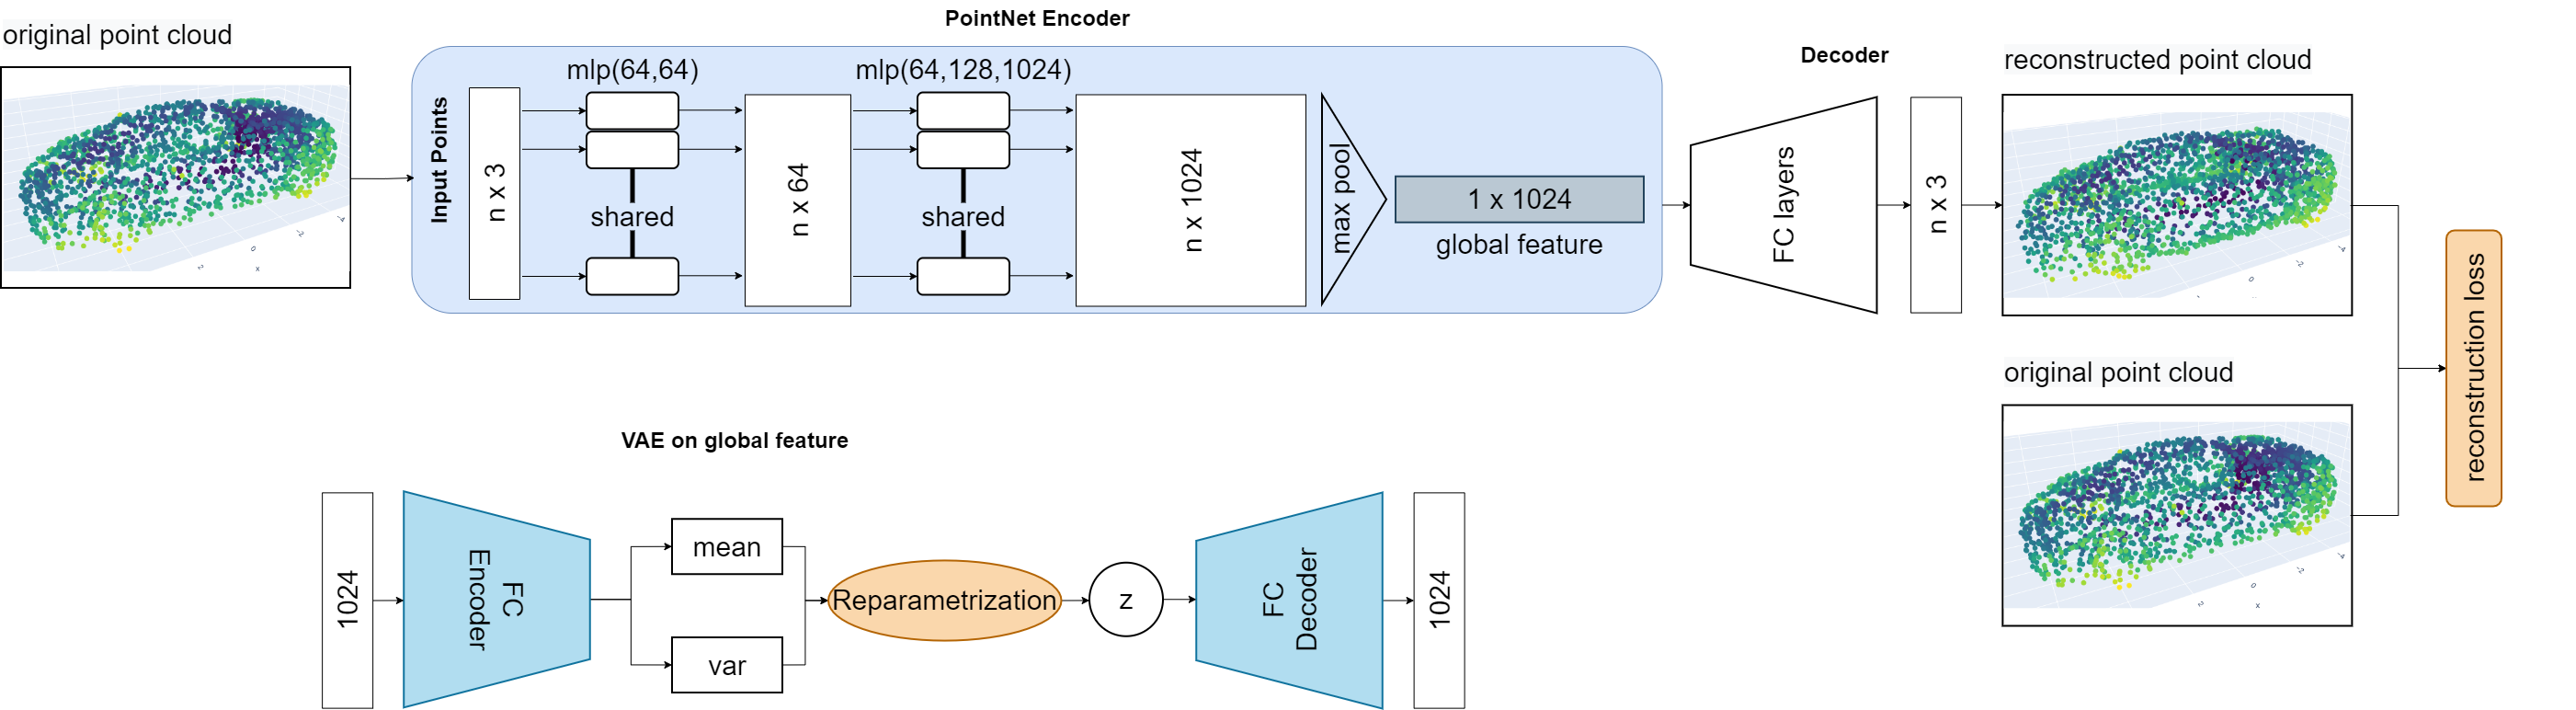 PointNet Encoder
original point cloud
Decoder
reconstructed point cloud
mlp(64,64)
mlp(64,128,1024)
Input Points
n x 3
shared
n x 64
shared
n x 1024
max pool
1 x 1024
global feature
FC layers
n x 3
reconstruction loss
original point cloud
VAE on global feature
1024
FC
Encoder
mean
var
Reparametrization
z
FC
Decoder
1024